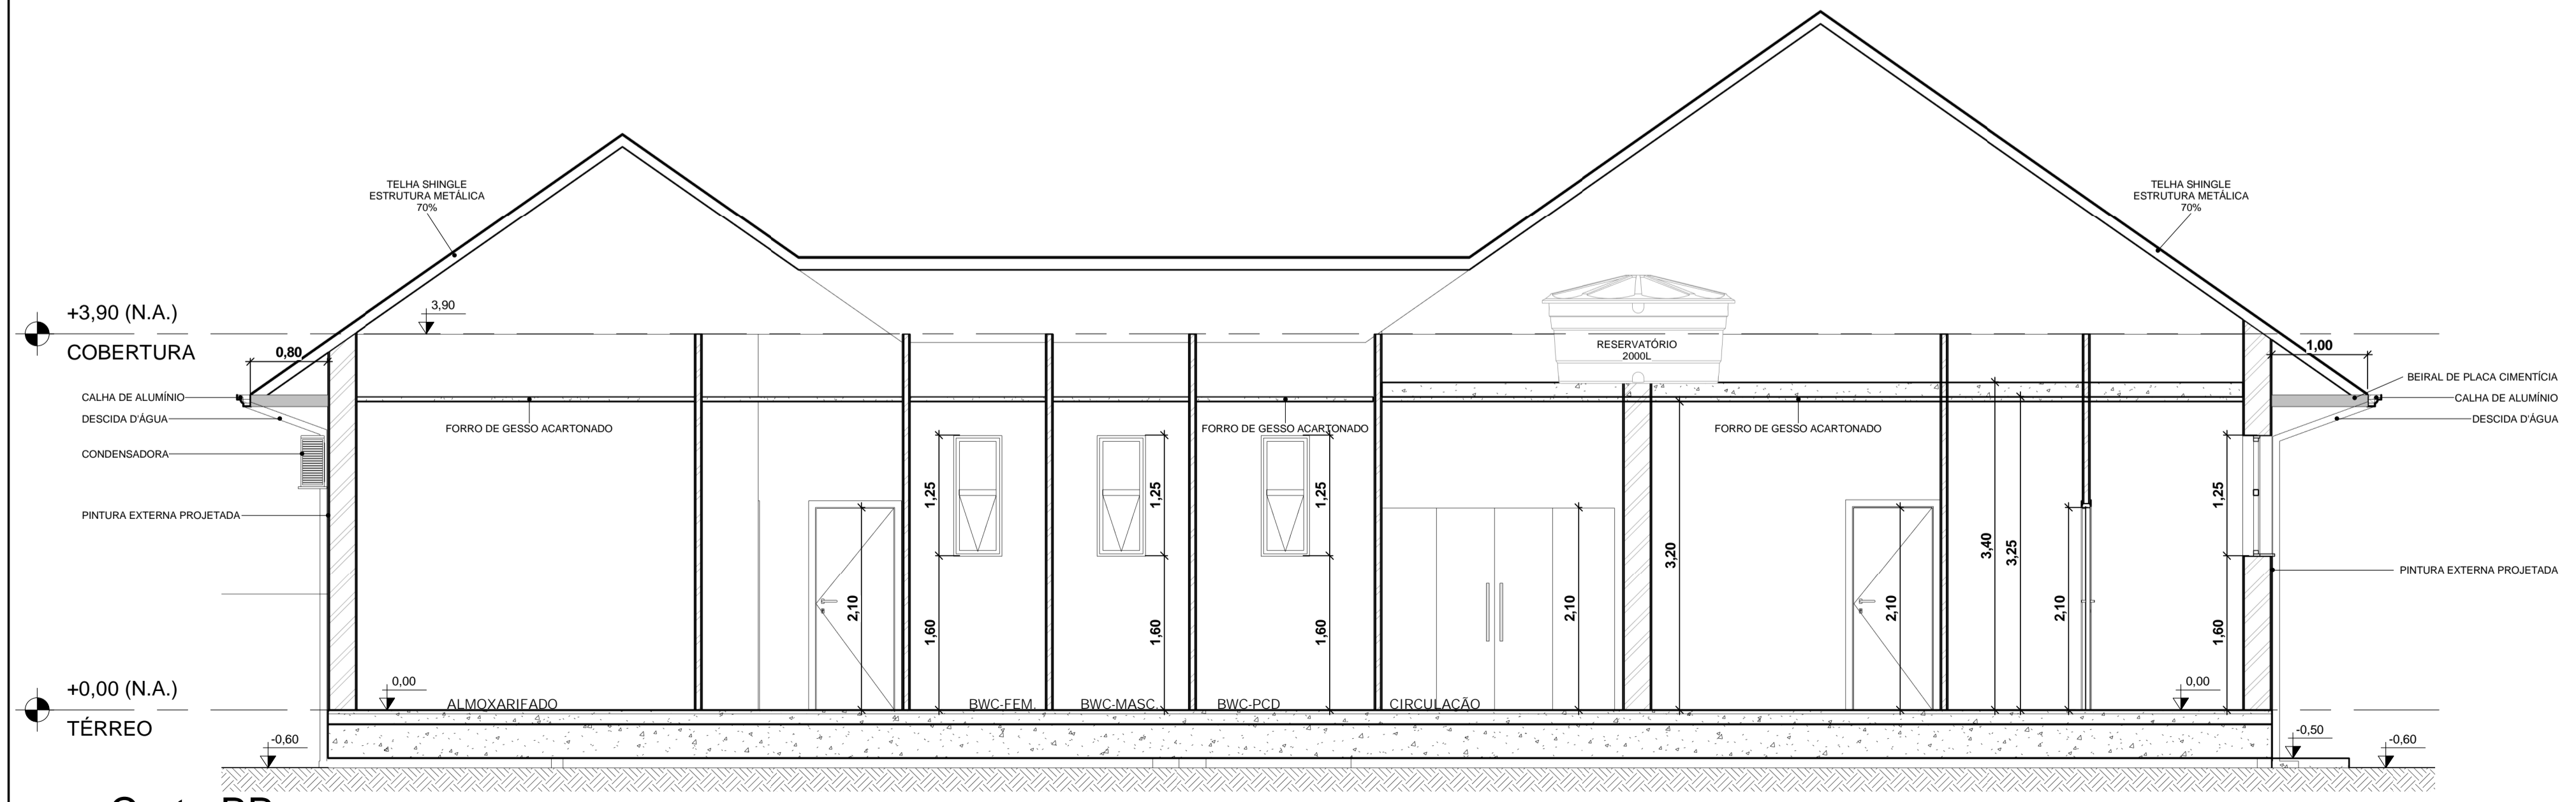 TELHA SHINGLE
ESTRUTURA METÁLICA
70%
TELHA SHINGLE
ESTRUTURA METÁLICA
70%
+3,90 (N.A.)
COBERTURA
3,90
0,80
1,00
RESERVATÓRIO
2000L
CALHA DE ALUMÍNIO
DESCIDA D'ÁGUA
CONDENSADORA
PINTURA EXTERNA PROJETADA
BEIRAL DE PLACA CIMENTÍCIA
CALHA DE ALUMÍNIO
DESCIDA D'ÁGUA
PINTURA EXTERNA PROJETADA
FORRO DE GESSO ACARTONADO
FORRO DE GESSO ACARTONADO
FORRO DE GESSO ACARTONADO
1,25
1,25
1,25
1,25
3,20
3,40
3,25
2,10
1,60
1,60
1,60
2,10
2,10
2,10
1,60
+0,00 (N.A.)
TÉRREO
0,00
0,00
ALMOXARIFADO
BWC-FEM.
BWC-MASC.
BWC-PCD
CIRCULAÇÃO
-0,60
-0,50
-0,60